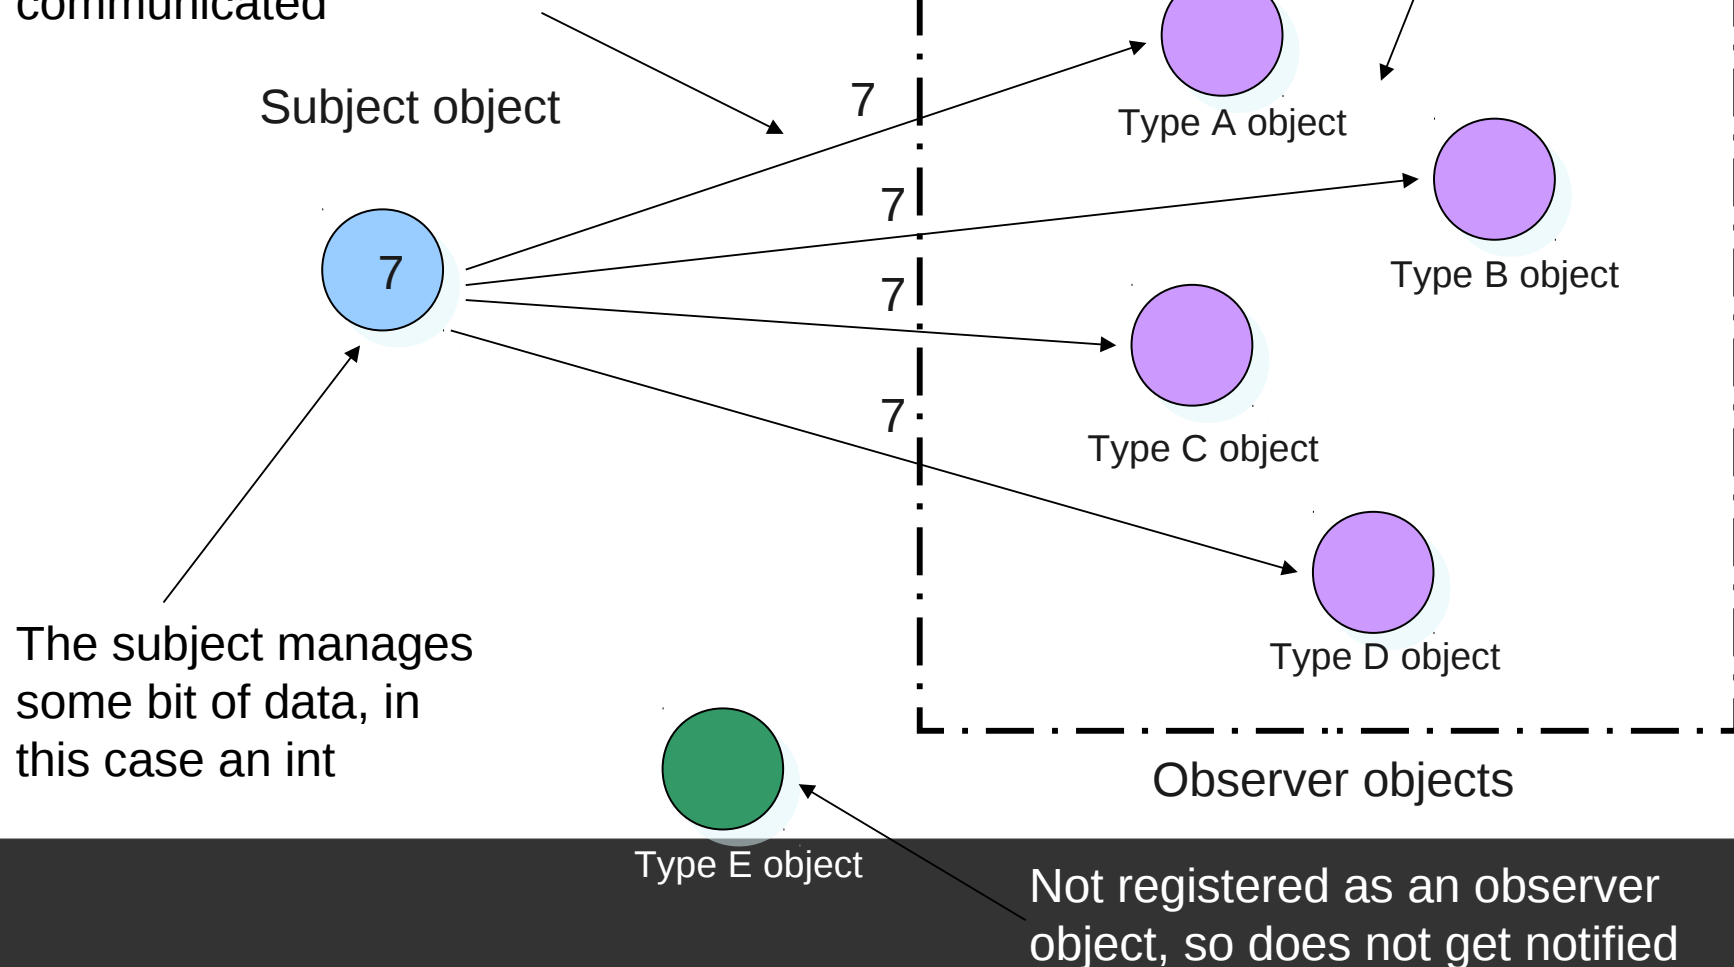 communicated
Subject object
7
Type A object
7
7
Type B object
7
7
Type C object
Type D object
The subject manages
some bit of data, in
this case an int
Observer objects
Type E object
Not registered as an observer
object, so does not get notified